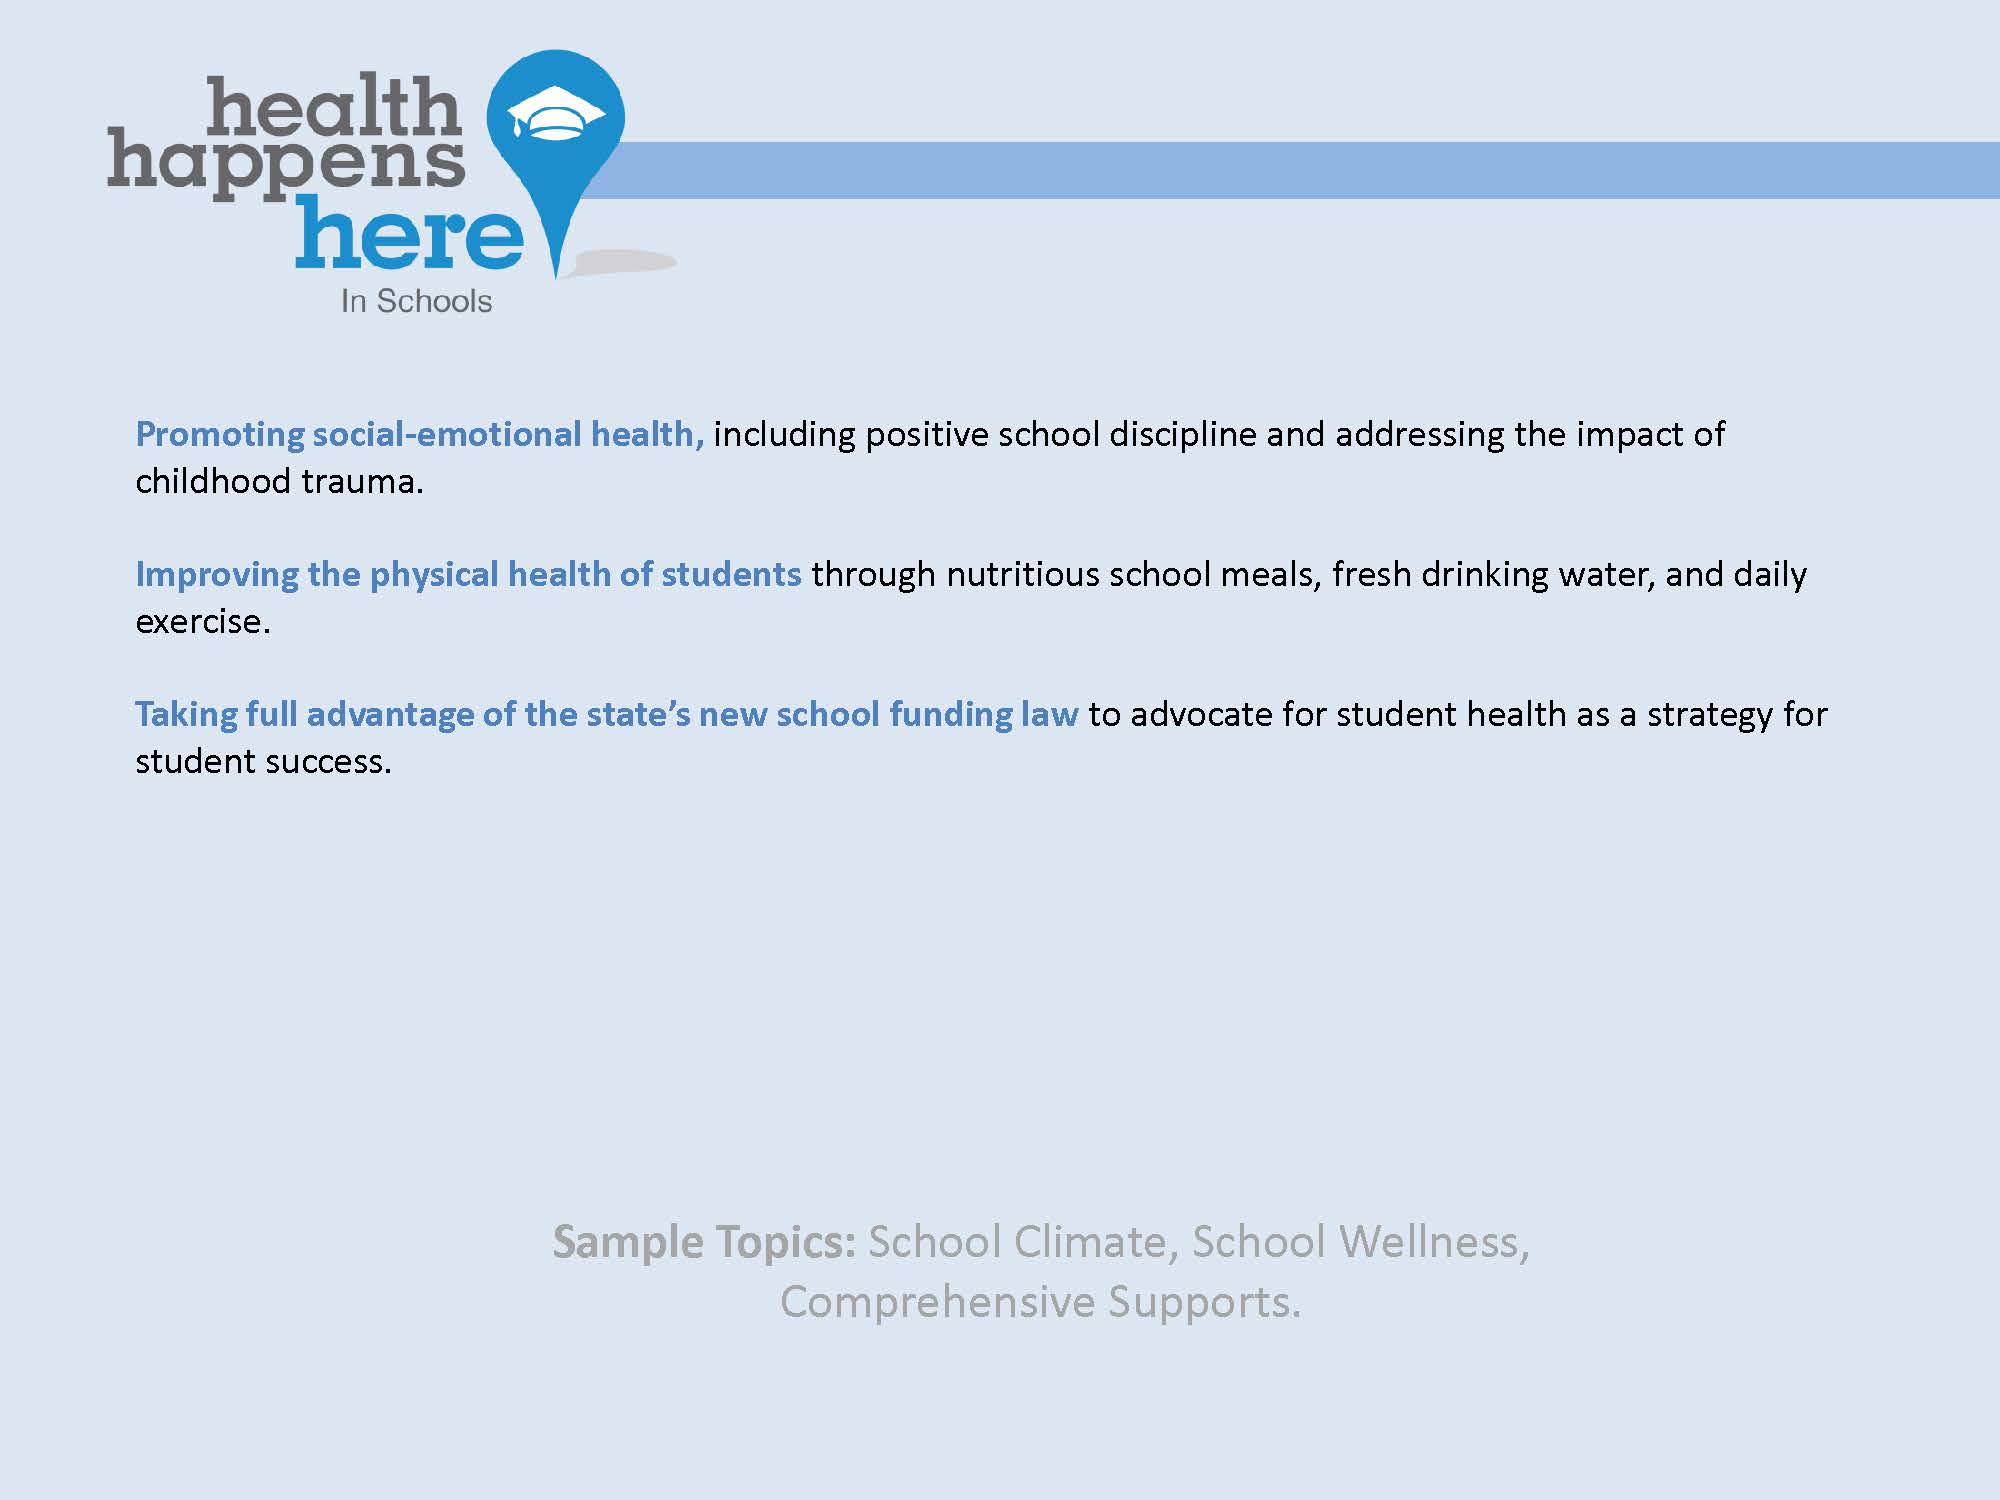 health
happens
here
In Schools
Promoting social-emotional health, including positive school discipline and addressing the impact of
childhood trauma.
Improving the physical health of students through nutritious school meals, fresh drinking water, and daily
exercise.
Taking full advantage of the state’s new school funding law to advocate for student health as a strategy for
student success.
Sample Topics: School Climate, School Wellness,
Comprehensive Supports.